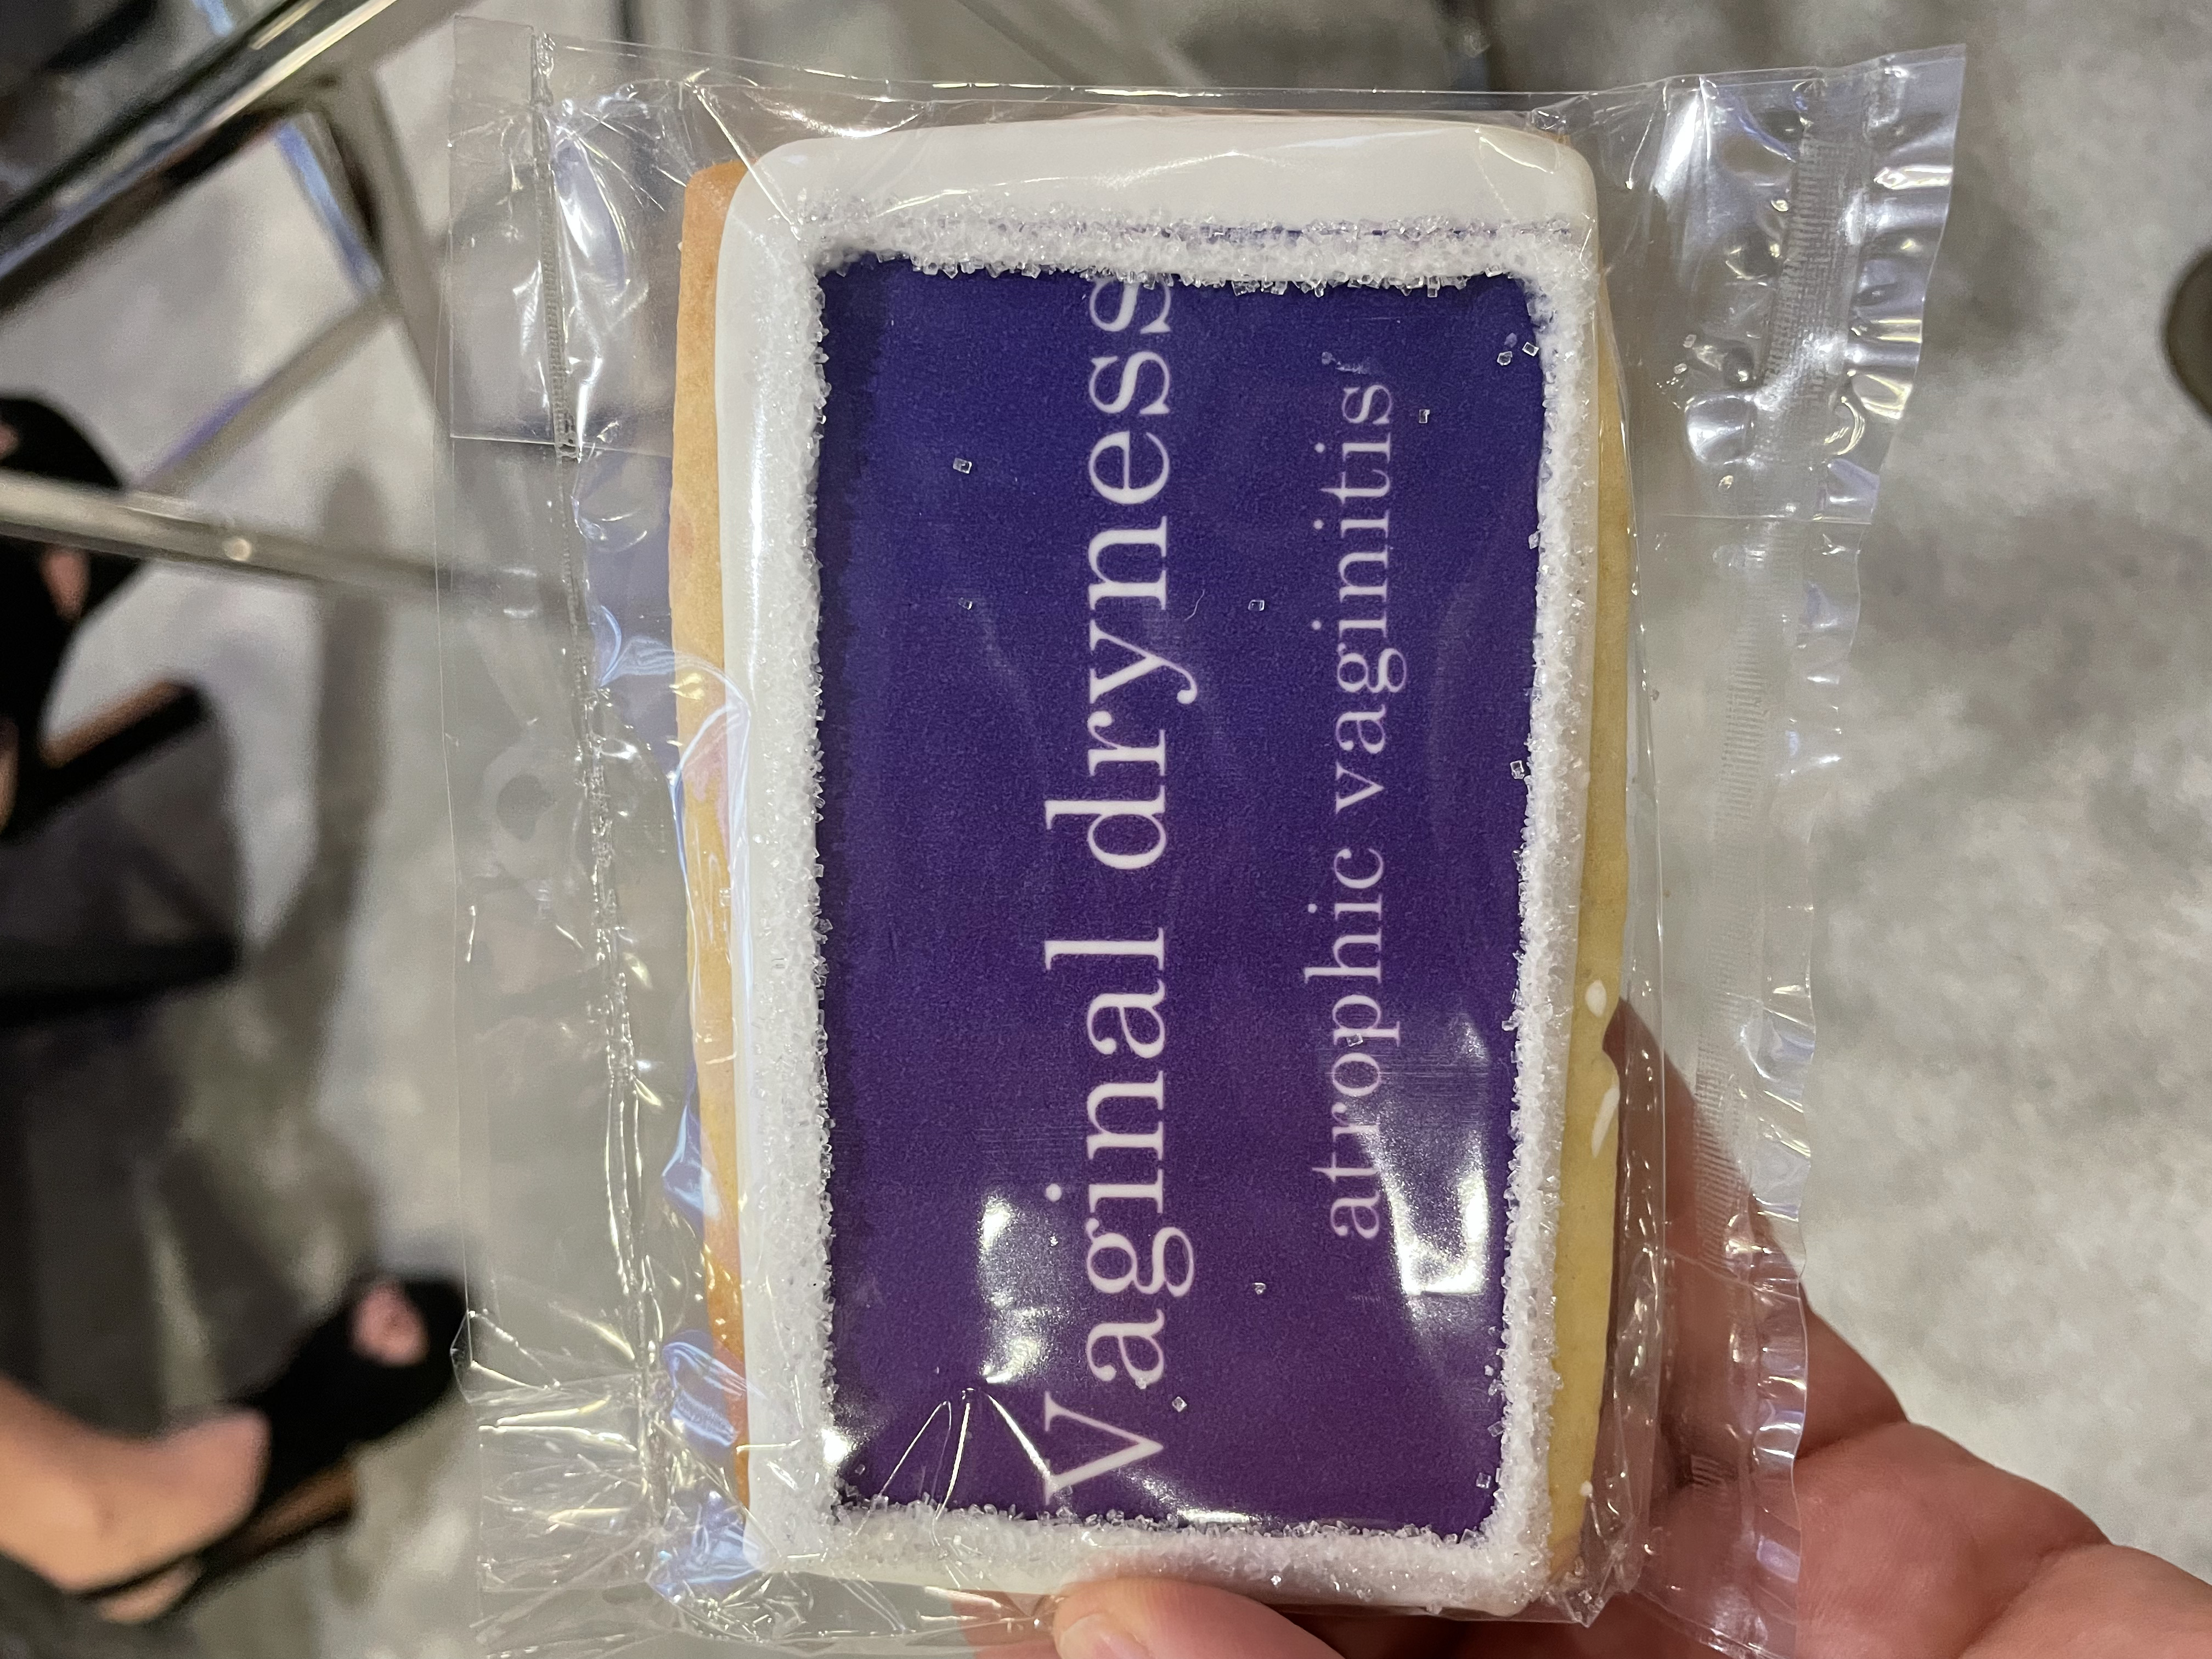 Vaginal dryness
atrophic vaginitis